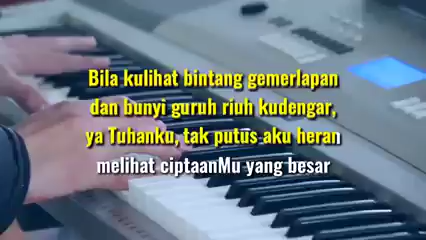 Bila kulihat bintang gemerlapan
dan bunyi guruh riuh kudengar,
ya Tuhanku, tak putus aku heran
melihat ciptaanMu yang besar